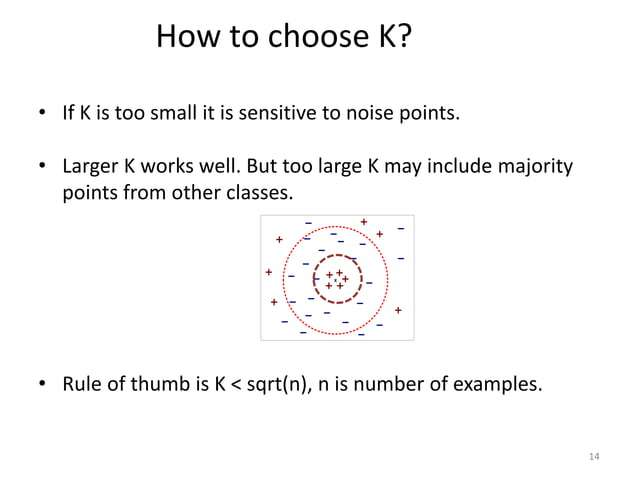 How to choose K?
• If K is too small it is sensitive to noise points.
• Larger K works well. But too large K may include majority
points from other classes.
• Rule of thumb is K < sqrt(n), n is number of examples.
14